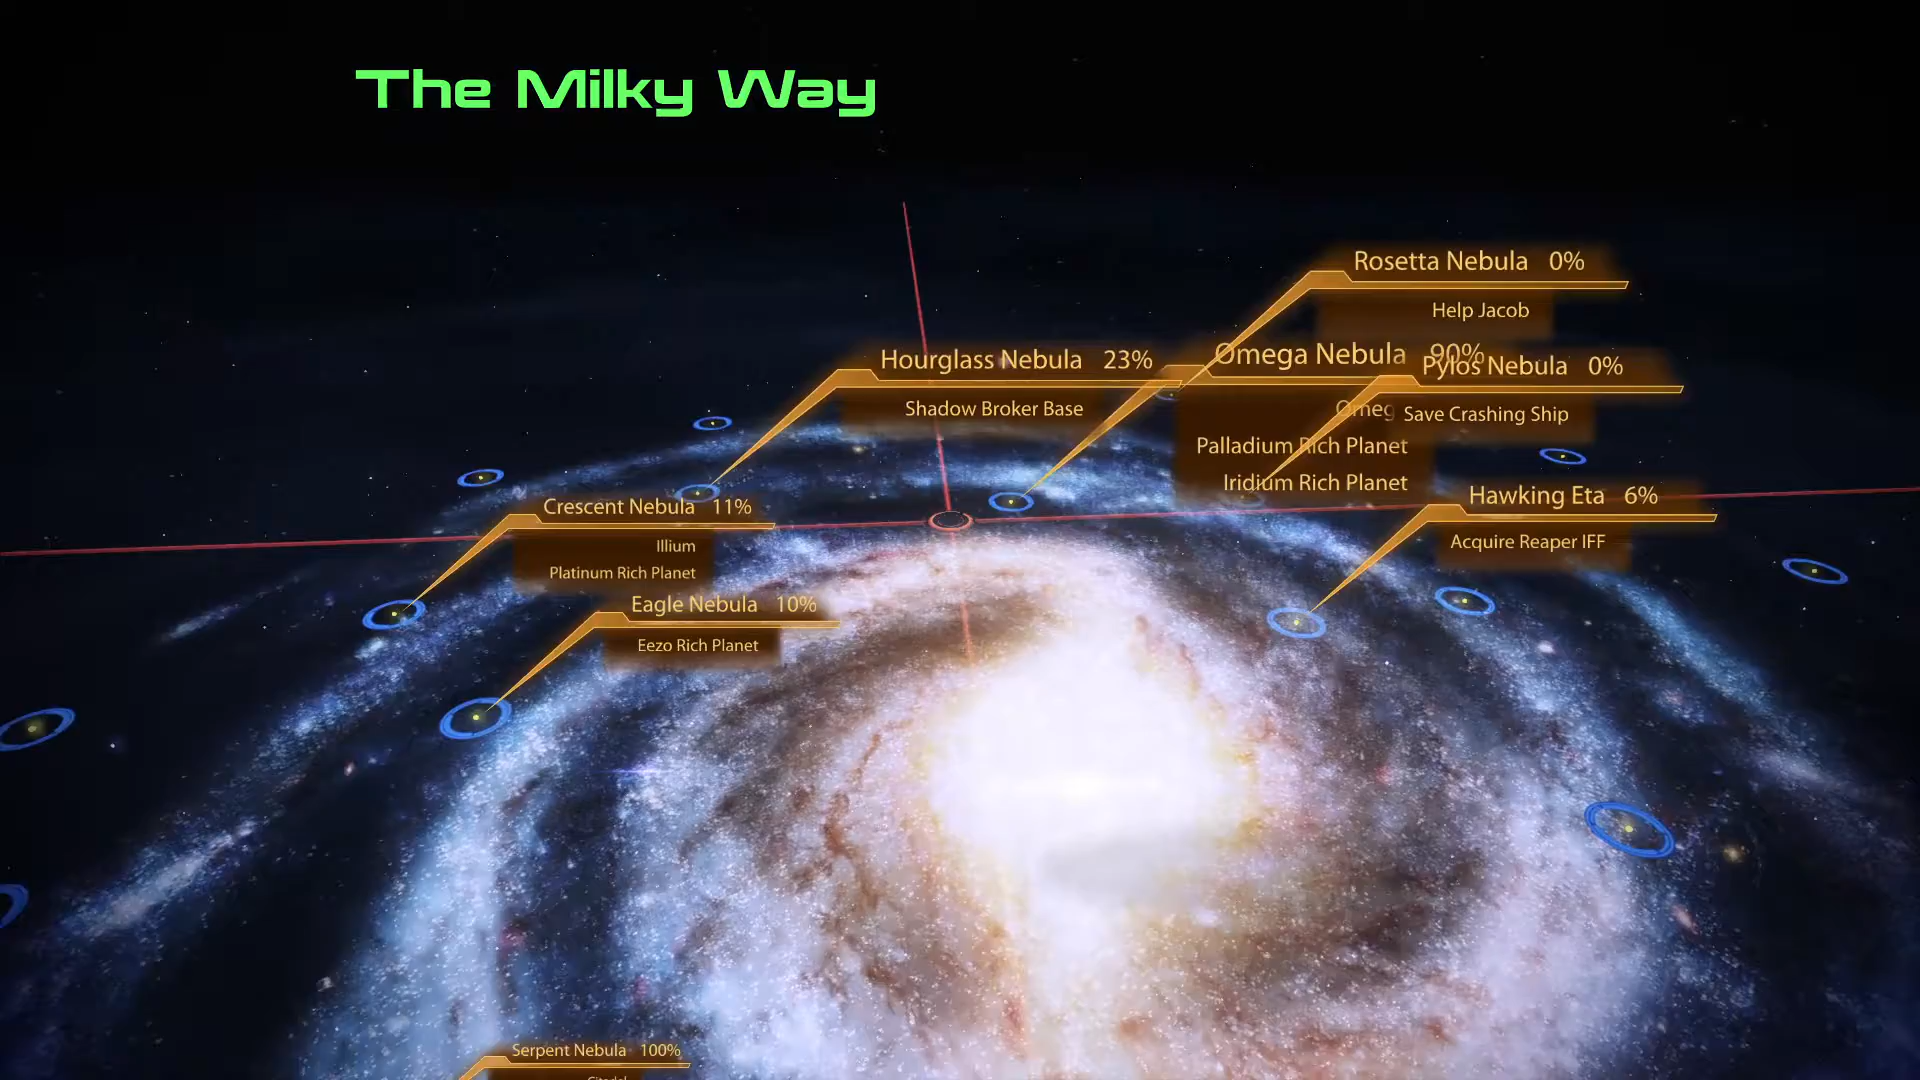 The Milky Way
Rosetta Nebula 0%
Help Jacob
Hourglass Nebula 23%
Shadow Broker Base
Omega Nebula 90%
Omeg
Palladium Rich Planet
Iridium Rich Planet
Pylos Nebula 0%
Save Crashing Ship
Hawking Eta 6%
Acquire Reaper IFF
Crescent Nebula 11%
Illium
Platinum Rich Planet
Eagle Nebula 10%
Eezo Rich Planet
Serpent Nebula 100%